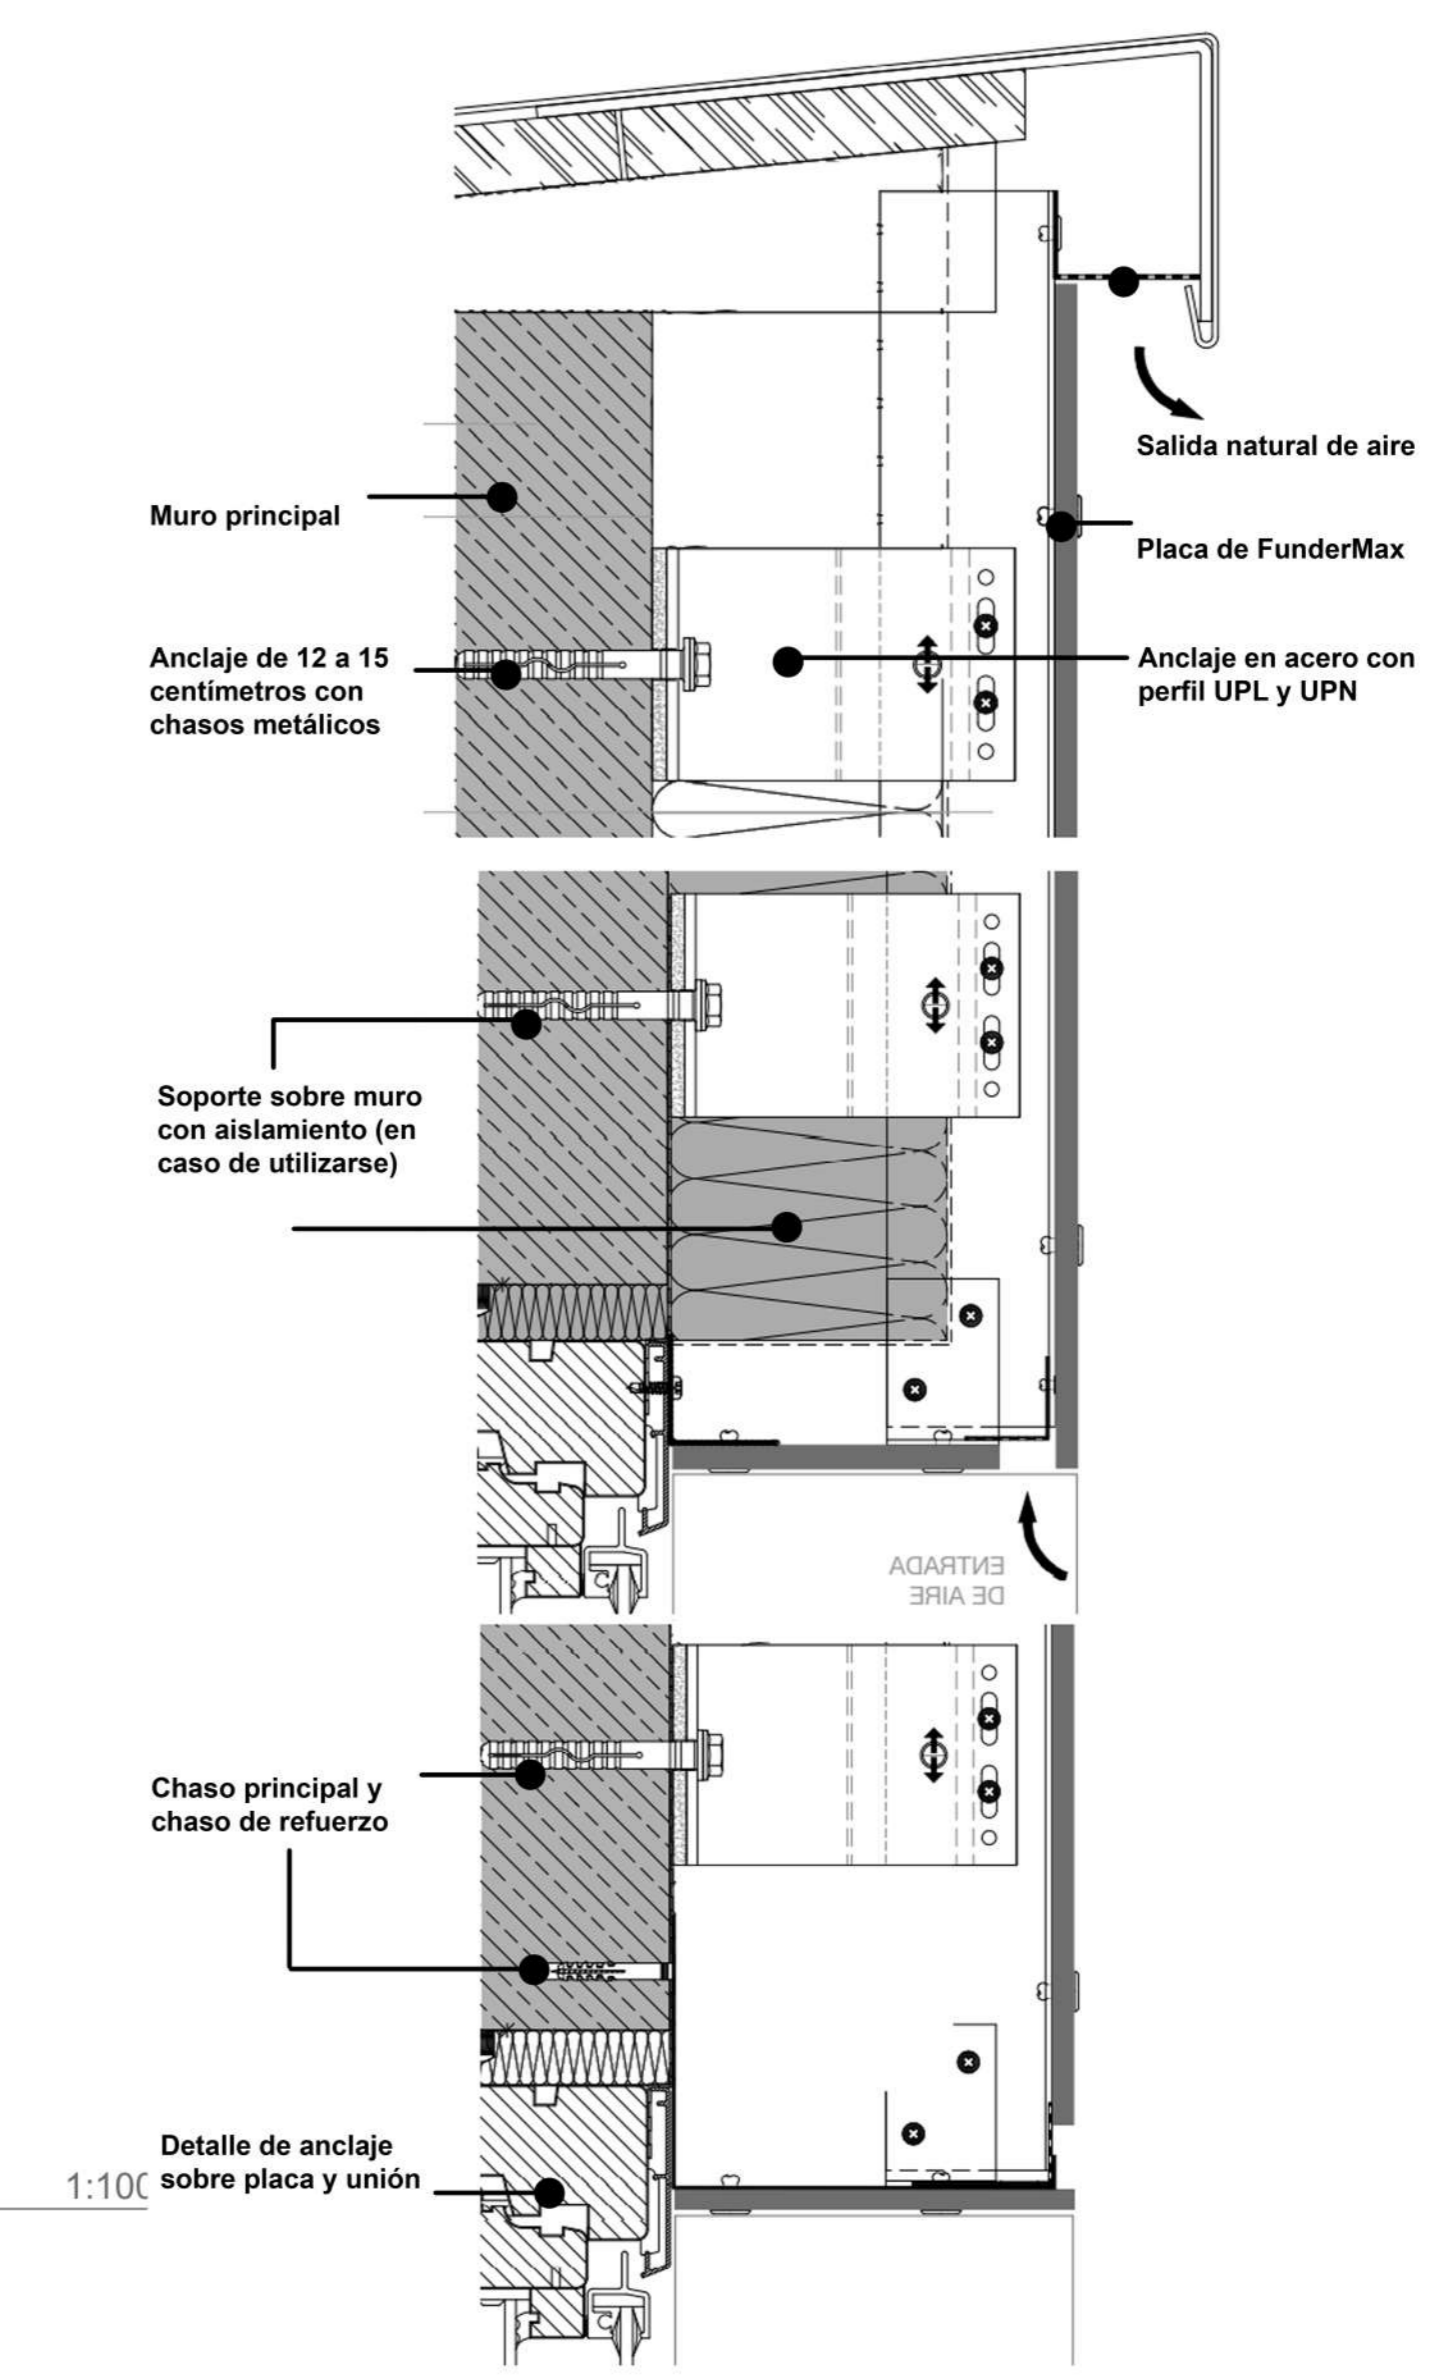 Salida natural de aire
Muro principal
Placa de FunderMax
Anclaje de 12 a 15
centímetros con
chasos metálicos
Anclaje en acero con
perfil UPL y UPN
Soporte sobre muro
con aislamiento (en
caso de utilizarse)
ENTRADA
DE AIRE
Chaso principal y
chaso de refuerzo
Detalle de anclaje
sobre placa y unión
1:100